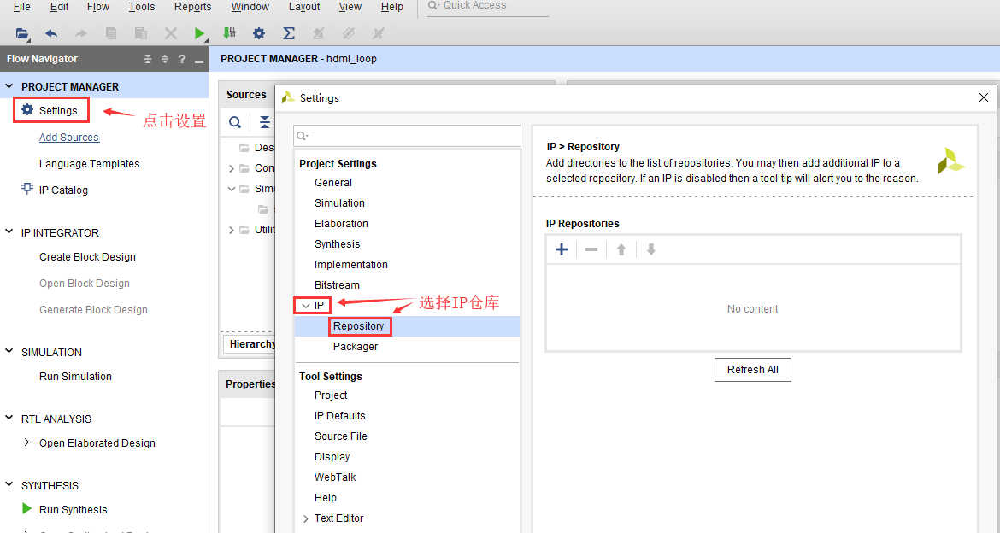 File Edit Flow Tools Reports Window Layout View Help Quick Access
Flow Navigator
PROJECT MANAGER - hdmi_loop
PROJECT MANAGER
Settings
点击设置
Add Sources
Language Templates
IP Catalog
IP INTEGRATOR
Create Block Design
Open Block Design
Generate Block Design
SIMULATION
Run Simulation
RTL ANALYSIS
Open Elaborated Design
SYNTHESIS
Run Synthesis
Sources
Des
Con
Simu
Utilit
Hierarchy
Properties
Settings
Project Settings
General
Simulation
Elaboration
Synthesis
Implementation
Bitstream
IP
选择IP仓库
Repository
Packager
Tool Settings
Project
IP Defaults
Source File
Display
WebTalk
Help
Text Editor
IP > Repository
Add directories to the list of repositories. You may then add additional IP to a
selected repository. If an IP is disabled then a tool-tip will alert you to the reason.
IP Repositories
No content
Refresh All